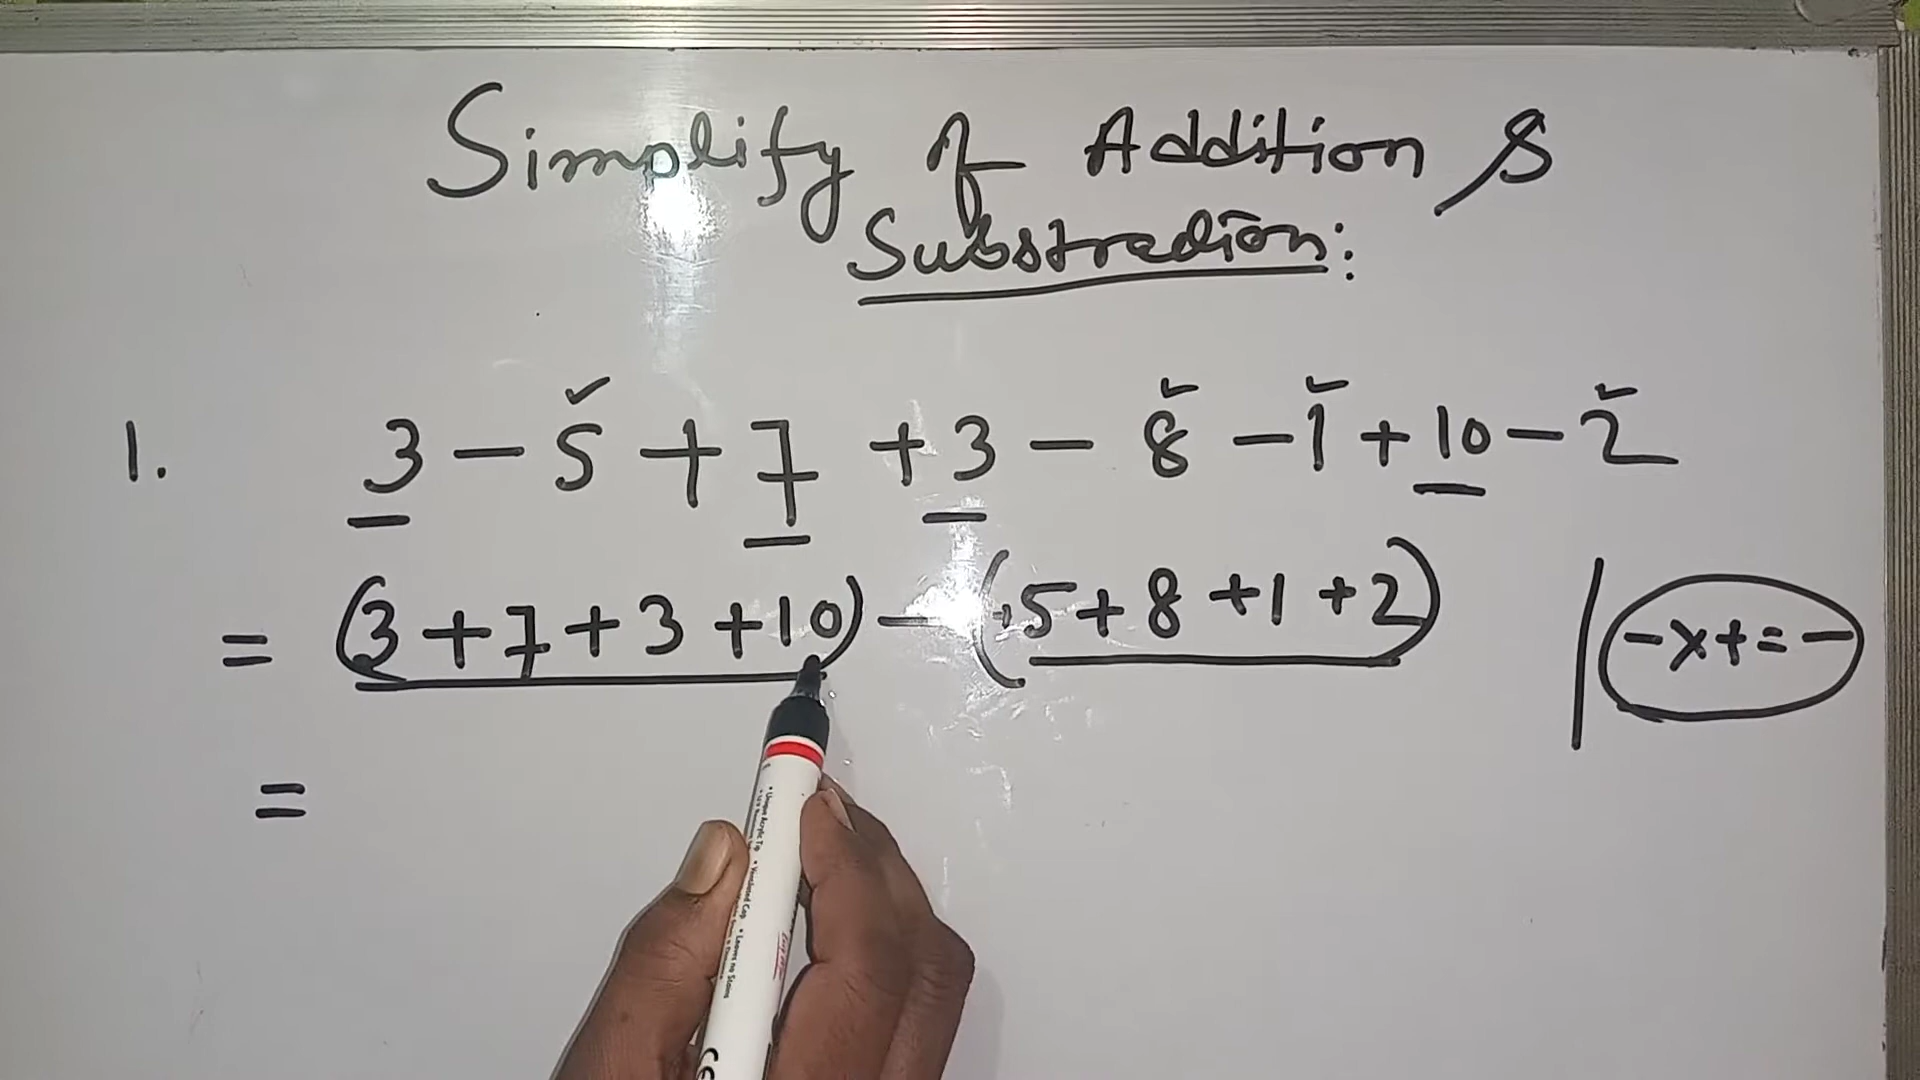 Simplify of Addition &
Substraction:
1. 3 - 5 + 7 + 3 - 8 - 1 + 10 - 2
= (3 + 7 + 3 + 10) - (+5 + 8 + 1 + 2) | - x + = -
=